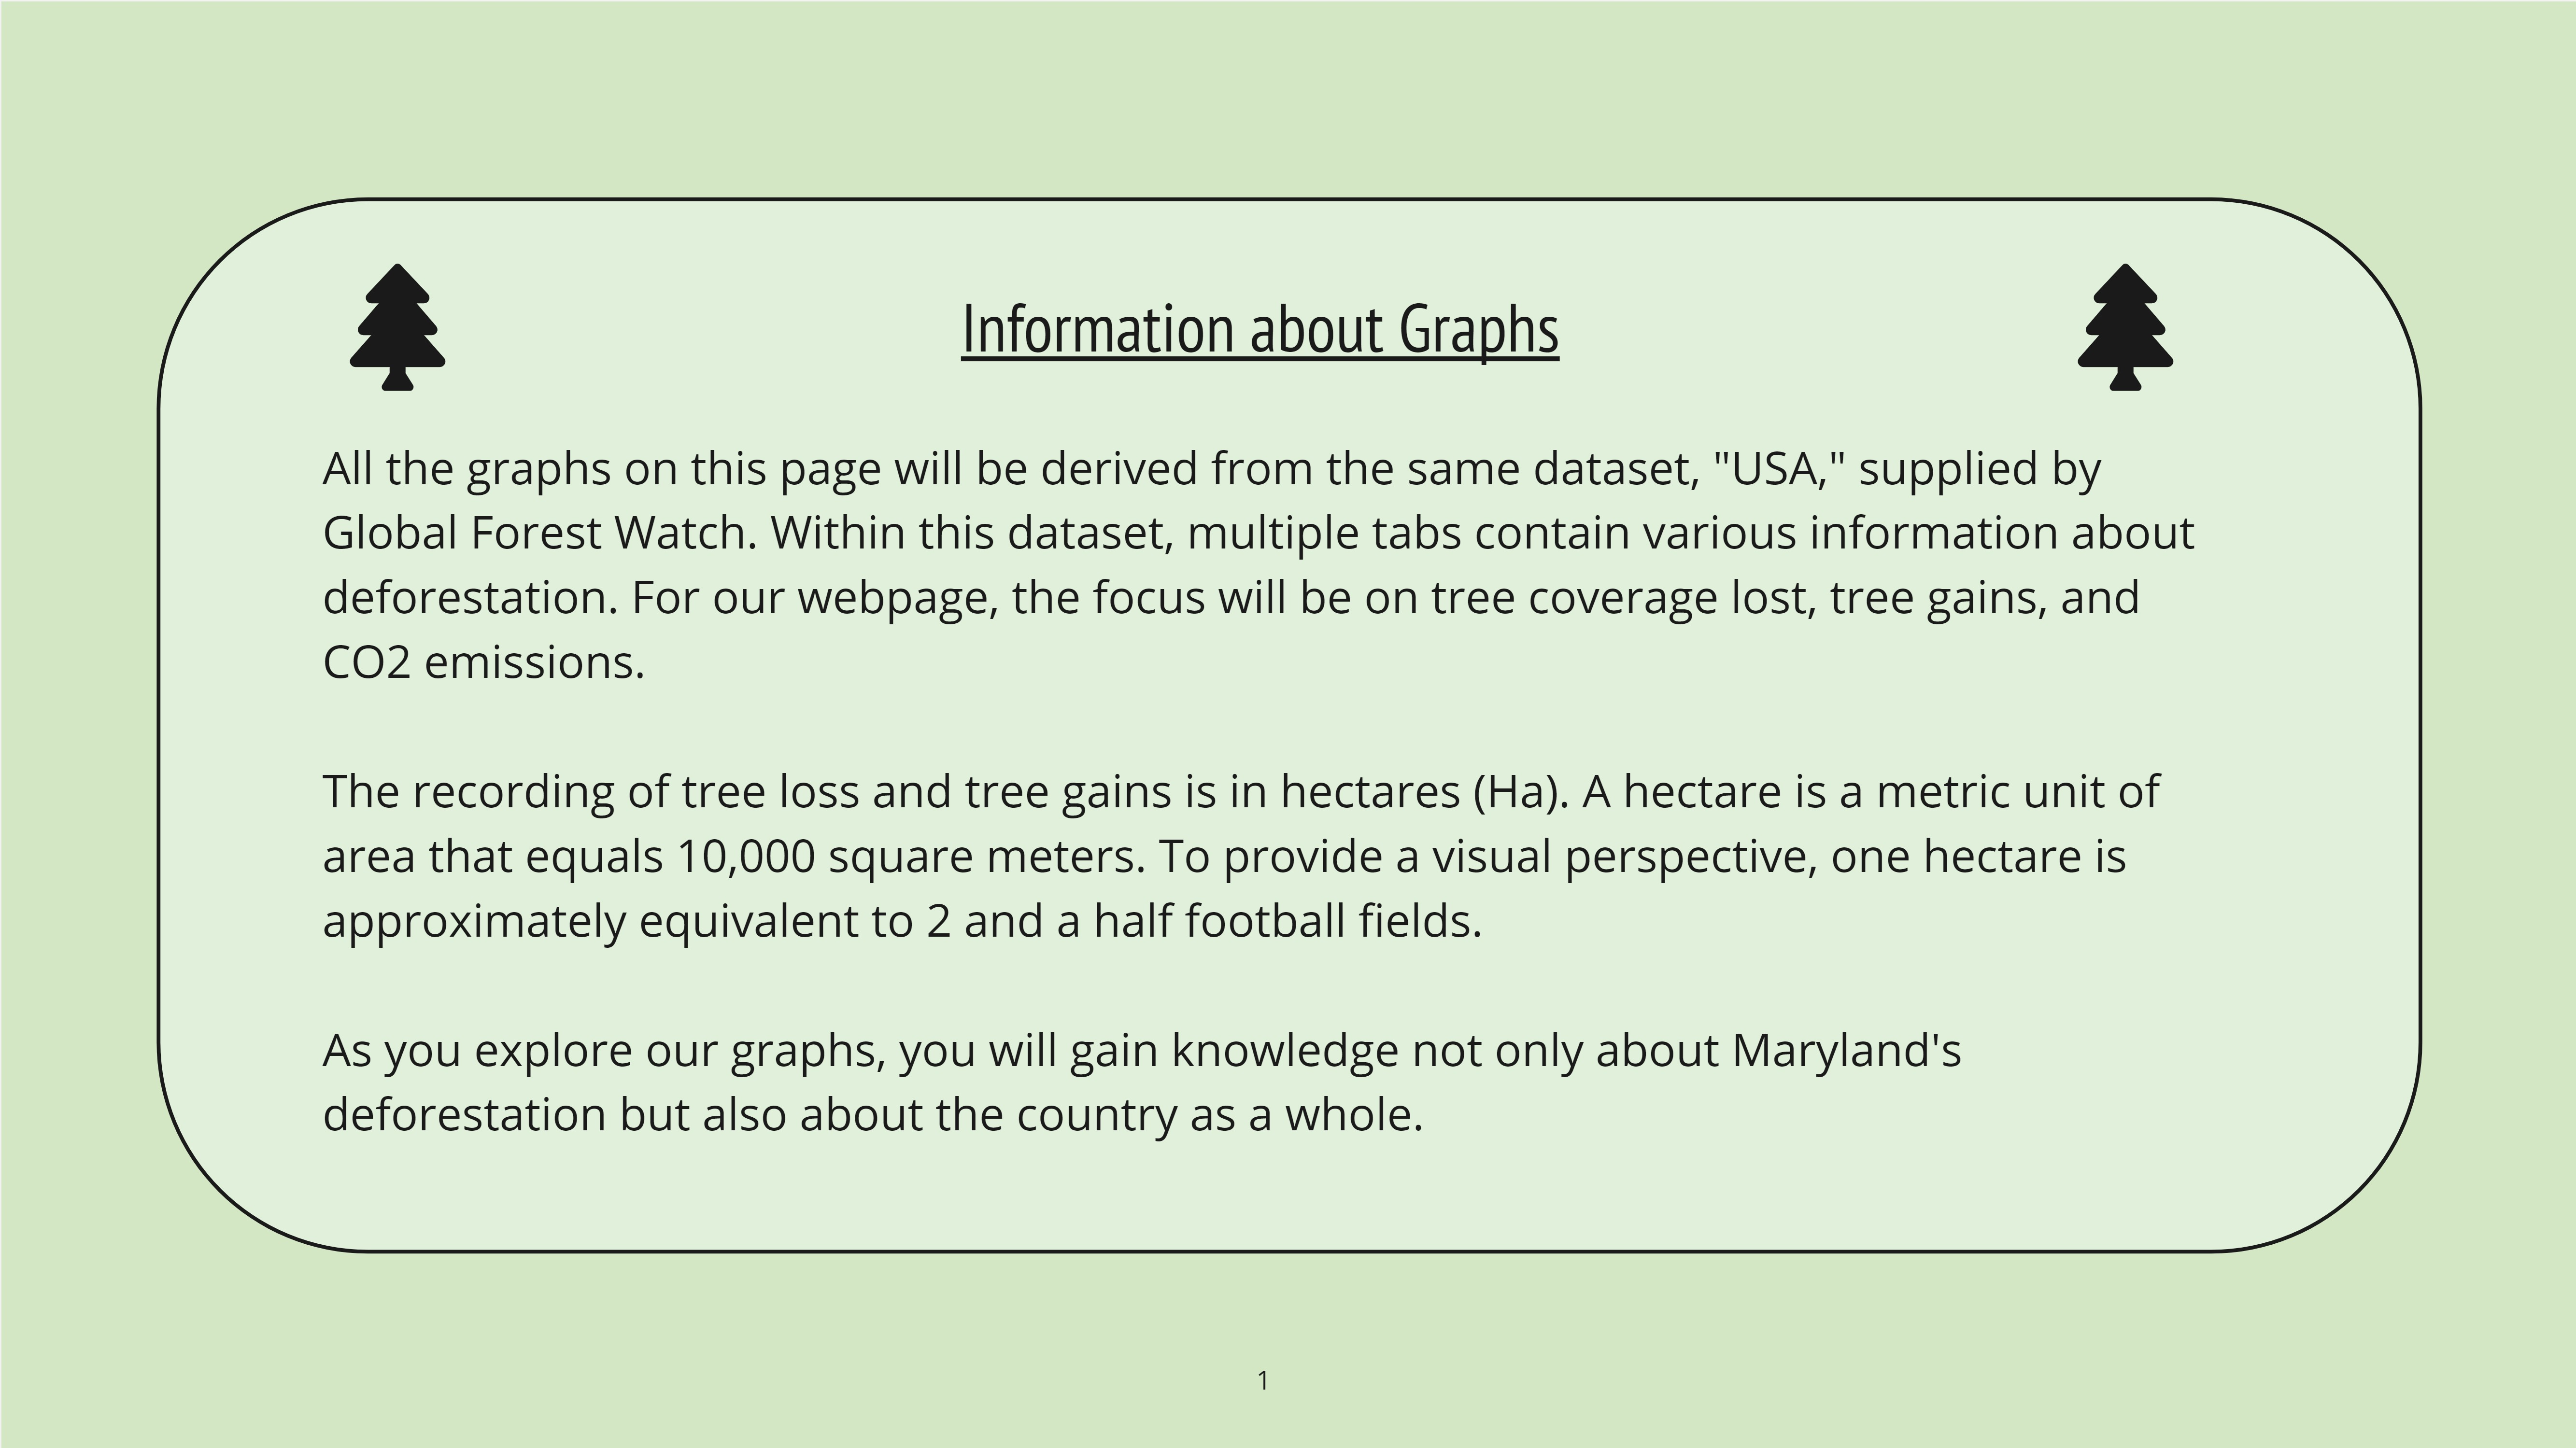 Information about Graphs
All the graphs on this page will be derived from the same dataset, "USA," supplied by
Global Forest Watch. Within this dataset, multiple tabs contain various information about
deforestation. For our webpage, the focus will be on tree coverage lost, tree gains, and
CO2 emissions.
The recording of tree loss and tree gains is in hectares (Ha). A hectare is a metric unit of
area that equals 10,000 square meters. To provide a visual perspective, one hectare is
approximately equivalent to 2 and a half football fields.
As you explore our graphs, you will gain knowledge not only about Maryland's
deforestation but also about the country as a whole.
1